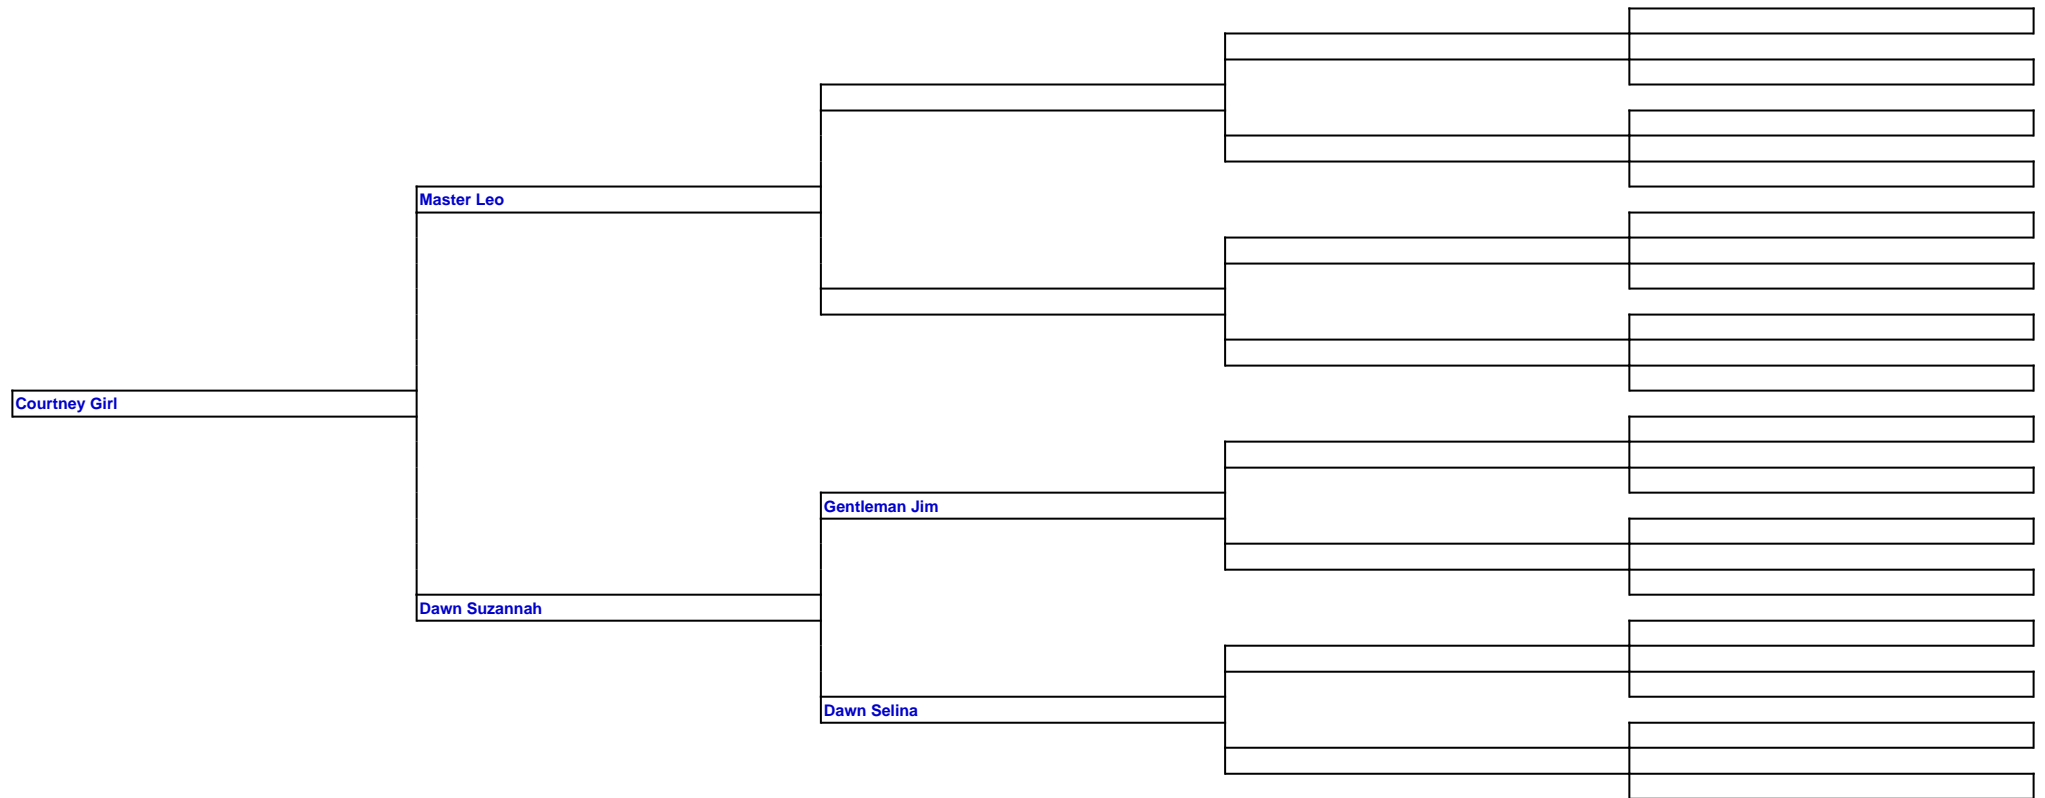 Master Leo
Courtney Girl
Gentleman Jim
Dawn Suzannah
Dawn Selina